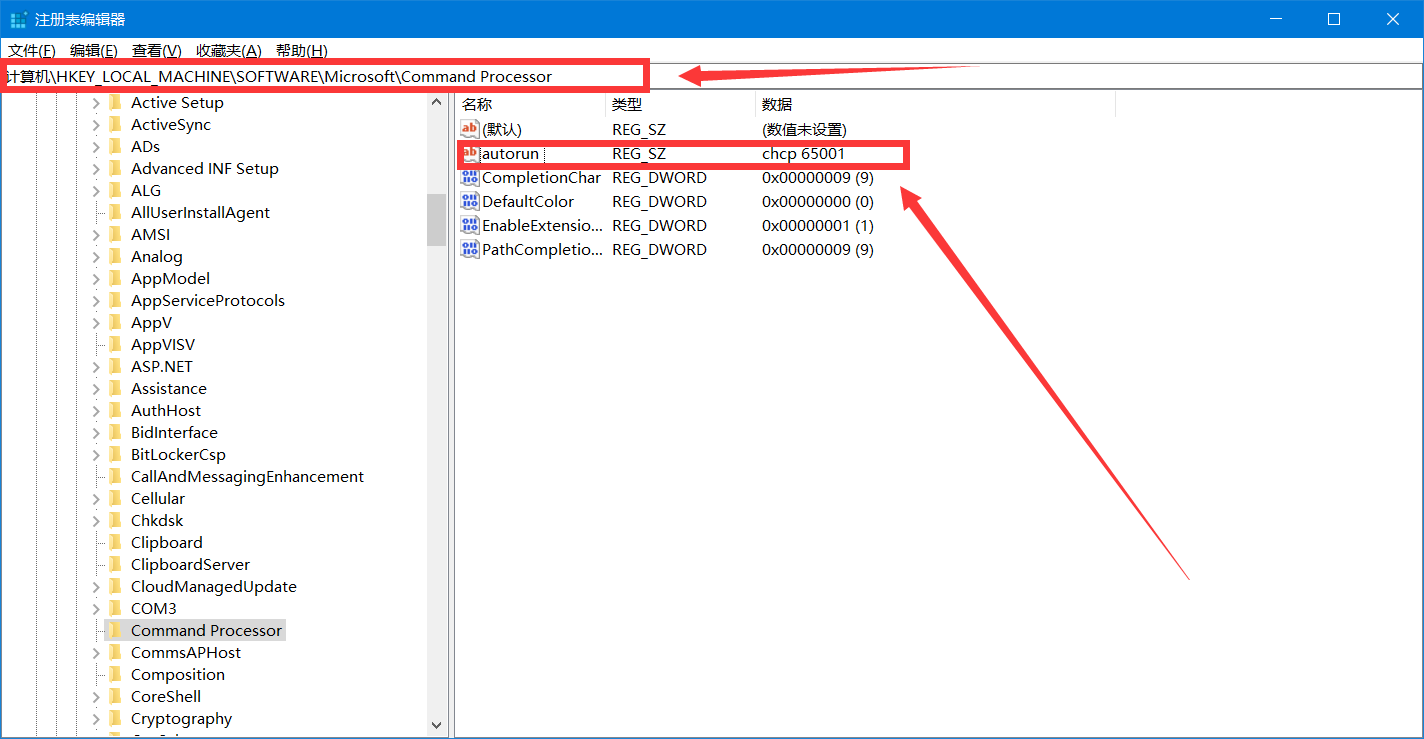 注册表编辑器
文件(F) 编辑(E) 查看(V) 收藏夹(A) 帮助(H)
计算机\HKEY_LOCAL_MACHINE\SOFTWARE\Microsoft\Command Processor
Active Setup
ActiveSync
ADs
Advanced INF Setup
ALG
AllUserInstallAgent
AMSI
Analog
AppModel
AppServiceProtocols
AppV
AppVISV
ASP.NET
Assistance
AuthHost
BidInterface
BitLockerCsp
CallAndMessagingEnhancement
Cellular
Chkdsk
Clipboard
ClipboardServer
CloudManagedUpdate
COM3
Command Processor
CommsAPHost
Composition
CoreShell
Cryptography
名称 类型 数据
(默认) REG_SZ (数值未设置)
autorun REG_SZ chcp 65001
CompletionChar REG_DWORD 0x00000009 (9)
DefaultColor REG_DWORD 0x00000000 (0)
EnableExtensio... REG_DWORD 0x00000001 (1)
PathCompletio... REG_DWORD 0x00000009 (9)